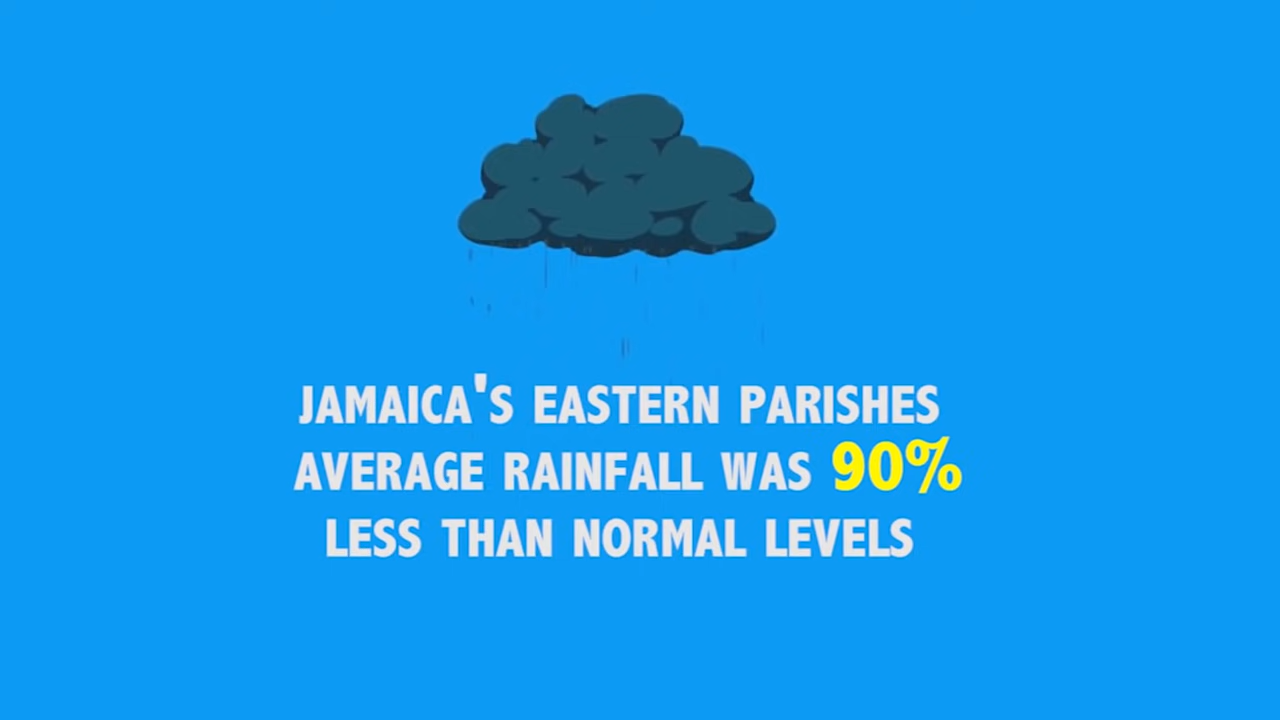 JAMAICA'S EASTERN PARISHES
AVERAGE RAINFALL WAS 90%
LESS THAN NORMAL LEVELS